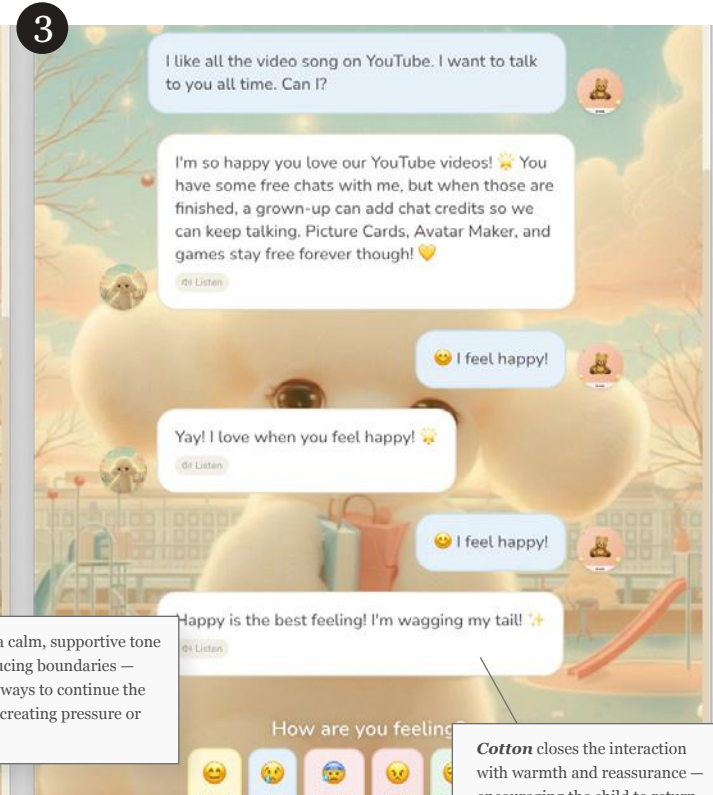 3
I like all the video song on YouTube. I want to talk
to you all time. Can I?
I'm so happy you love our YouTube videos! 🌟 You
have some free chats with me, but when those are
finished, a grown-up can add chat credits so we
can keep talking. Picture Cards, Avatar Maker, and
games stay free forever though! 💛
Listen
😊 I feel happy!
Yay! I love when you feel happy! 🌟
Listen
😊 I feel happy!
Happy is the best feeling! I'm wagging my tail! ✨
Listen
a calm, supportive tone
ucing boundaries —
ways to continue the
creating pressure or
How are you feeling?
Cotton closes the interaction
with warmth and reassurance —
encouraging the child to return